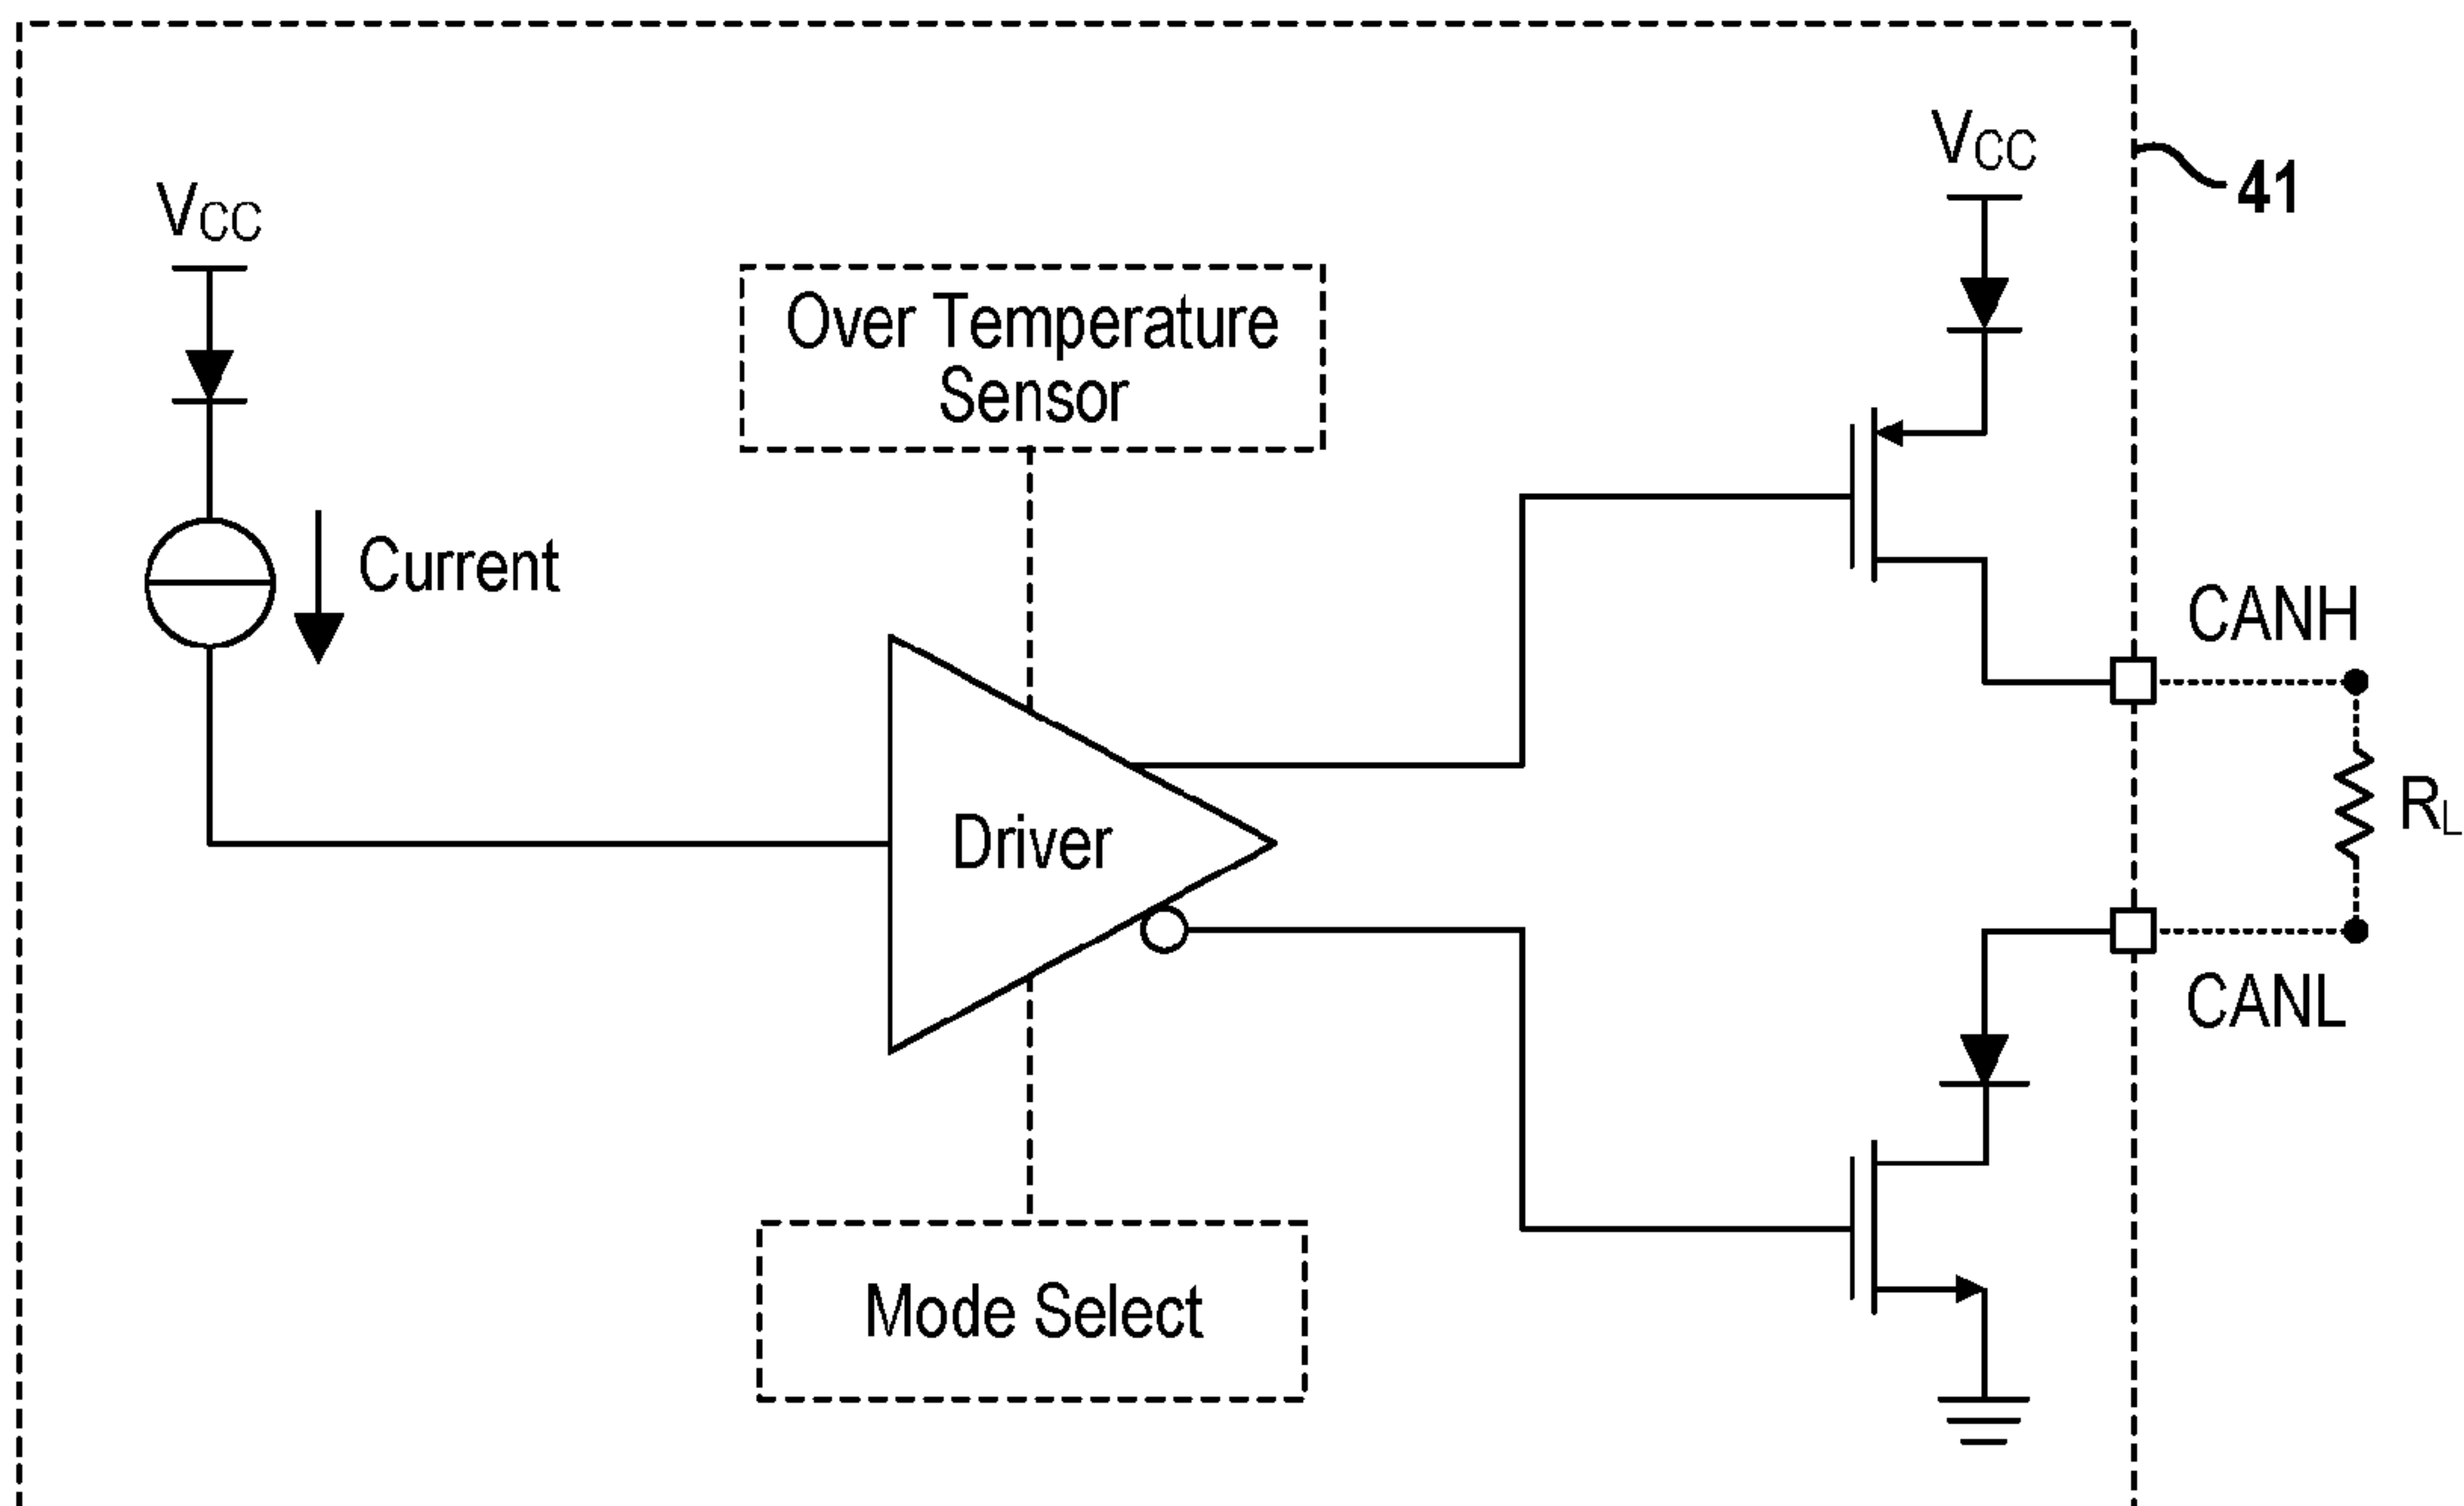 VCC
41
VCC
Over Temperature
Sensor
Current
CANH
RL
Driver
CANL
Mode Select